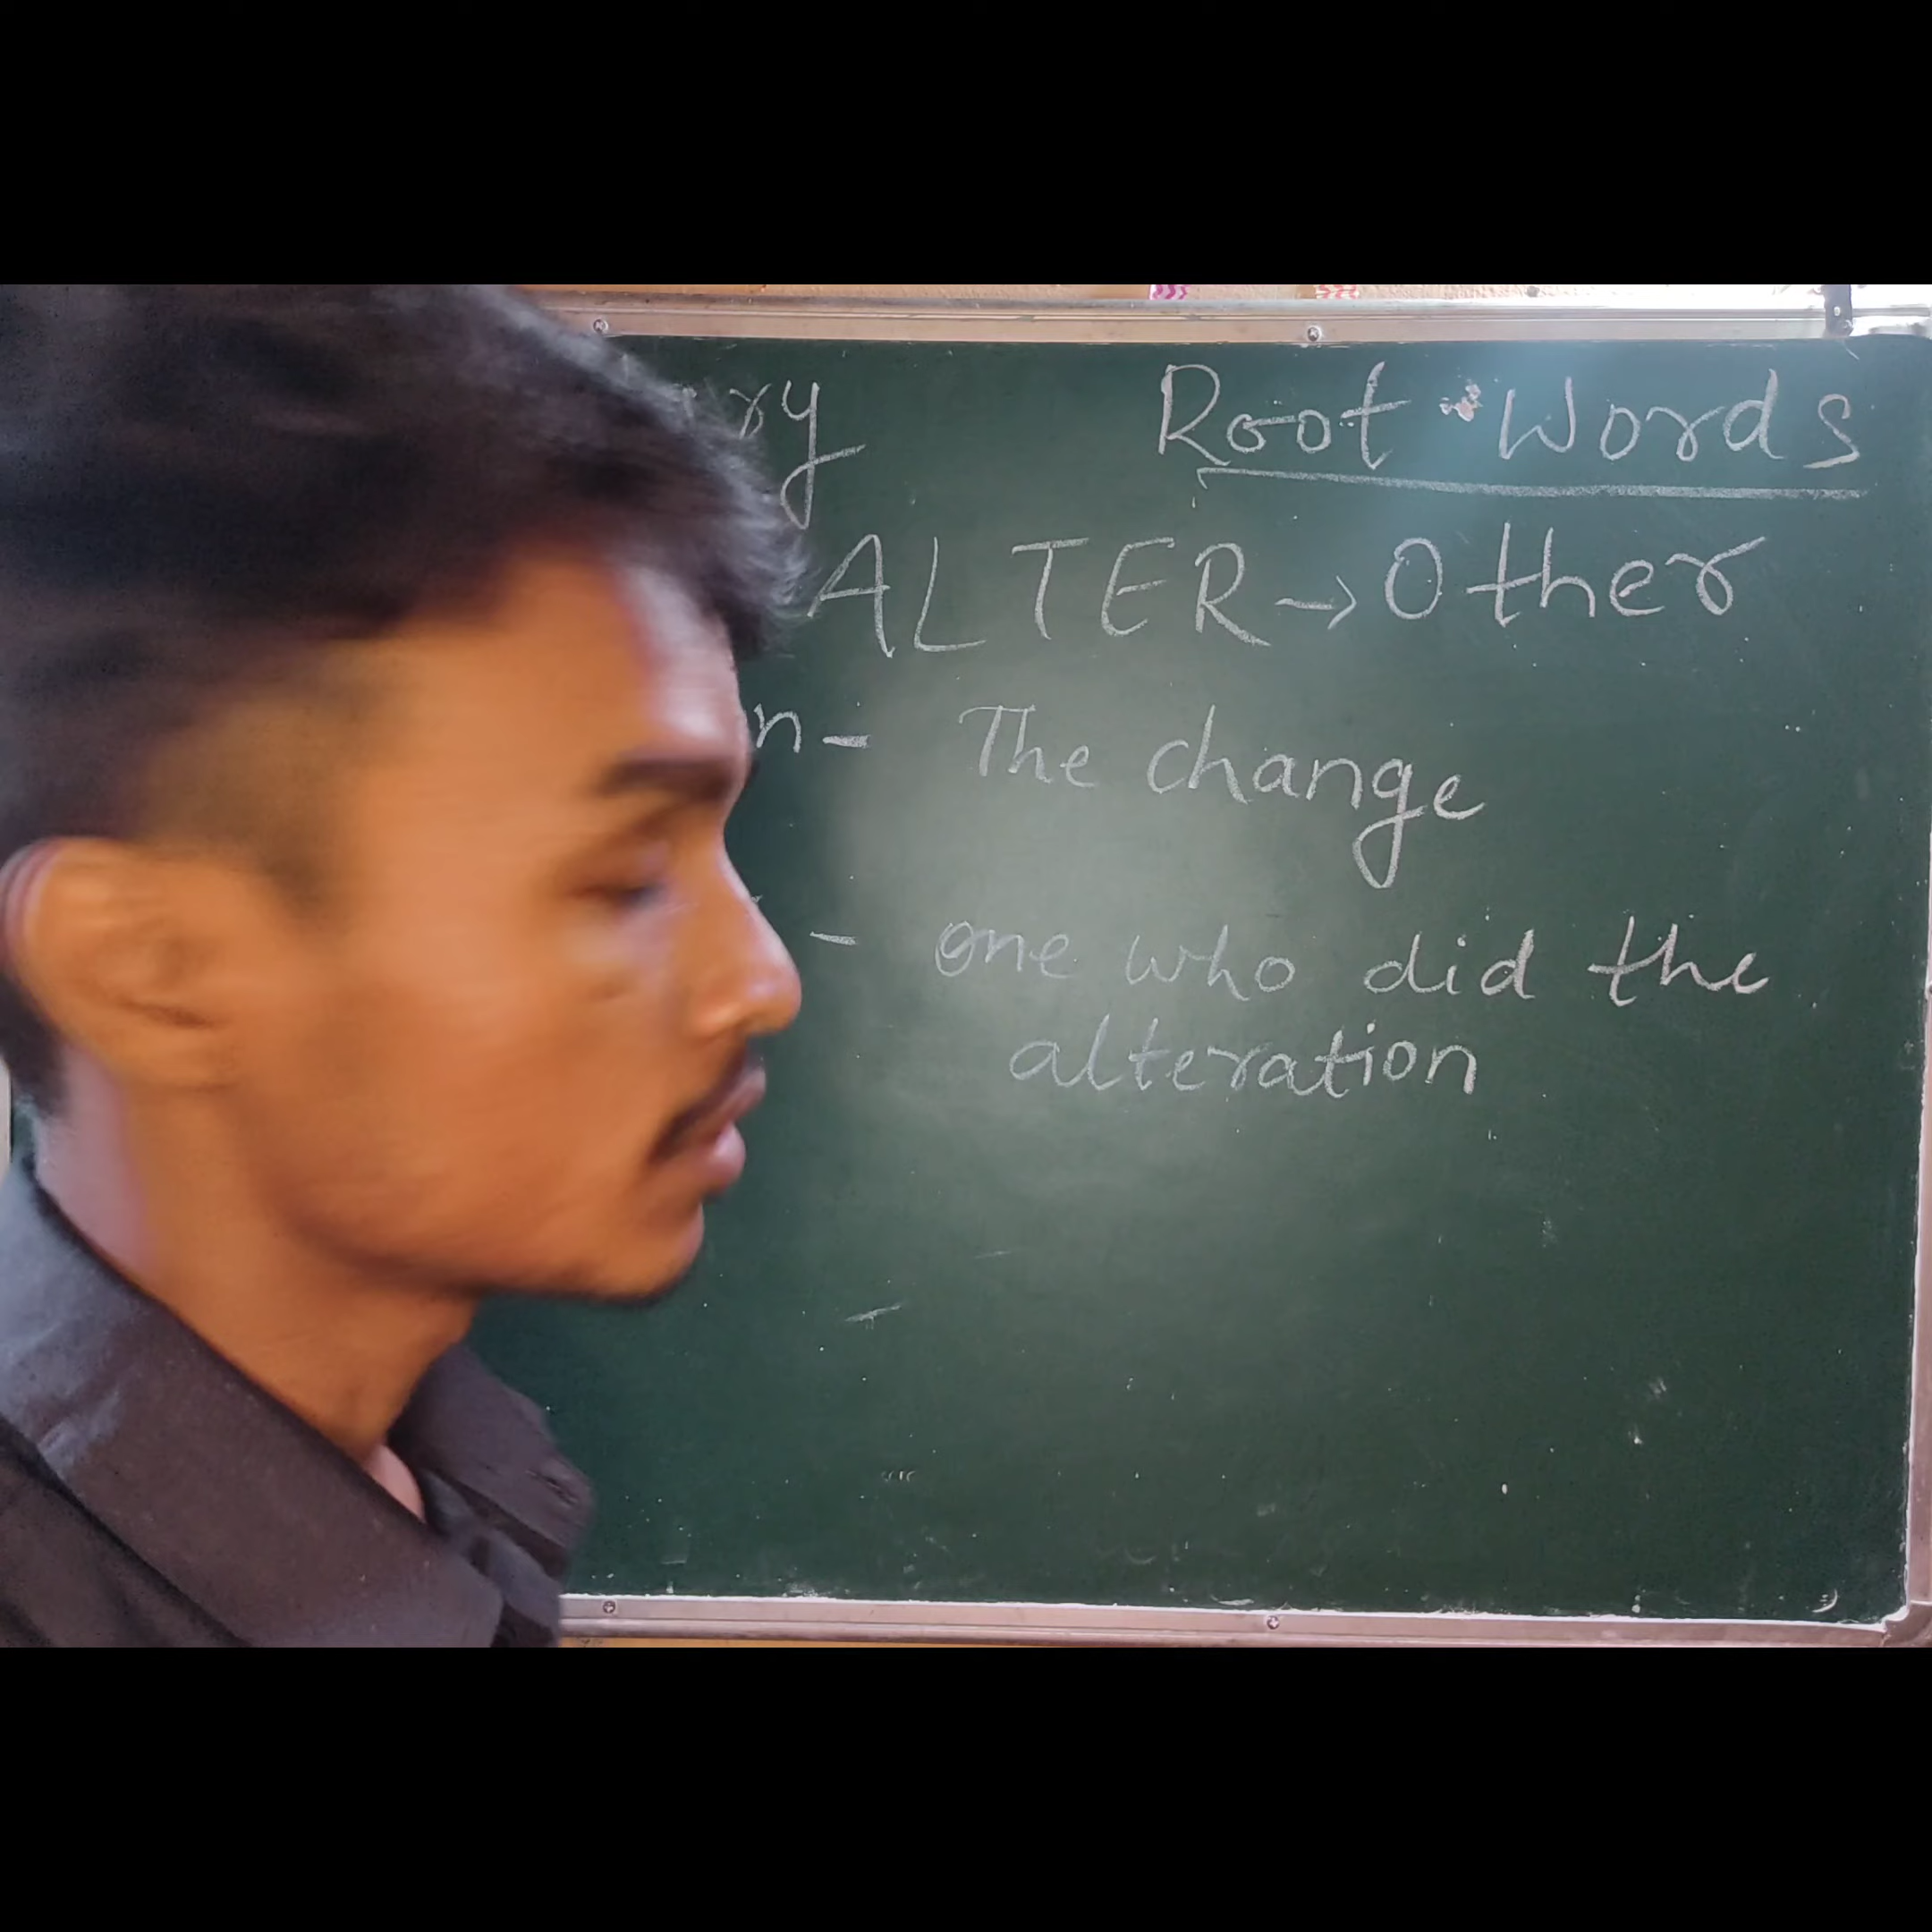 Root Words
ALTER → Other
- The change
- one who did the
alteration